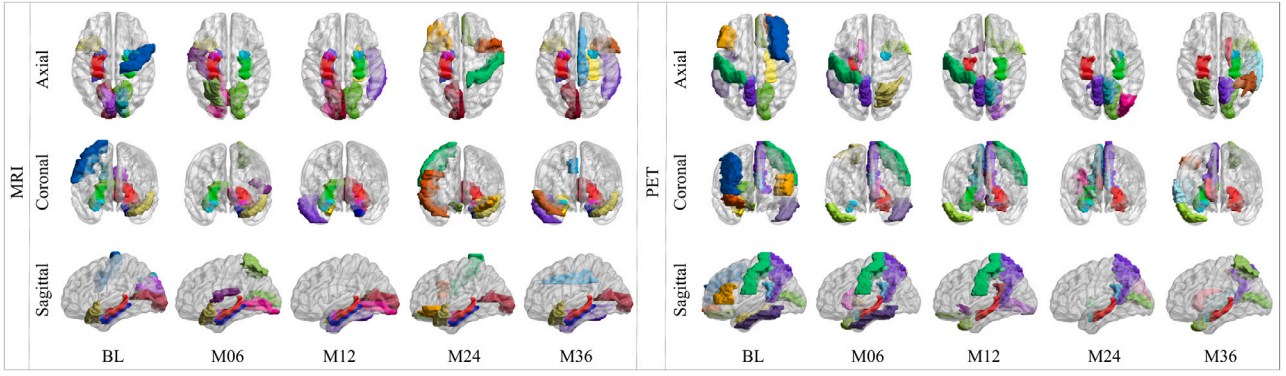 MRI
Axial
Coronal
Sagittal
BL M06 M12 M24 M36
PET
Axial
Coronal
Sagittal
BL M06 M12 M24 M36